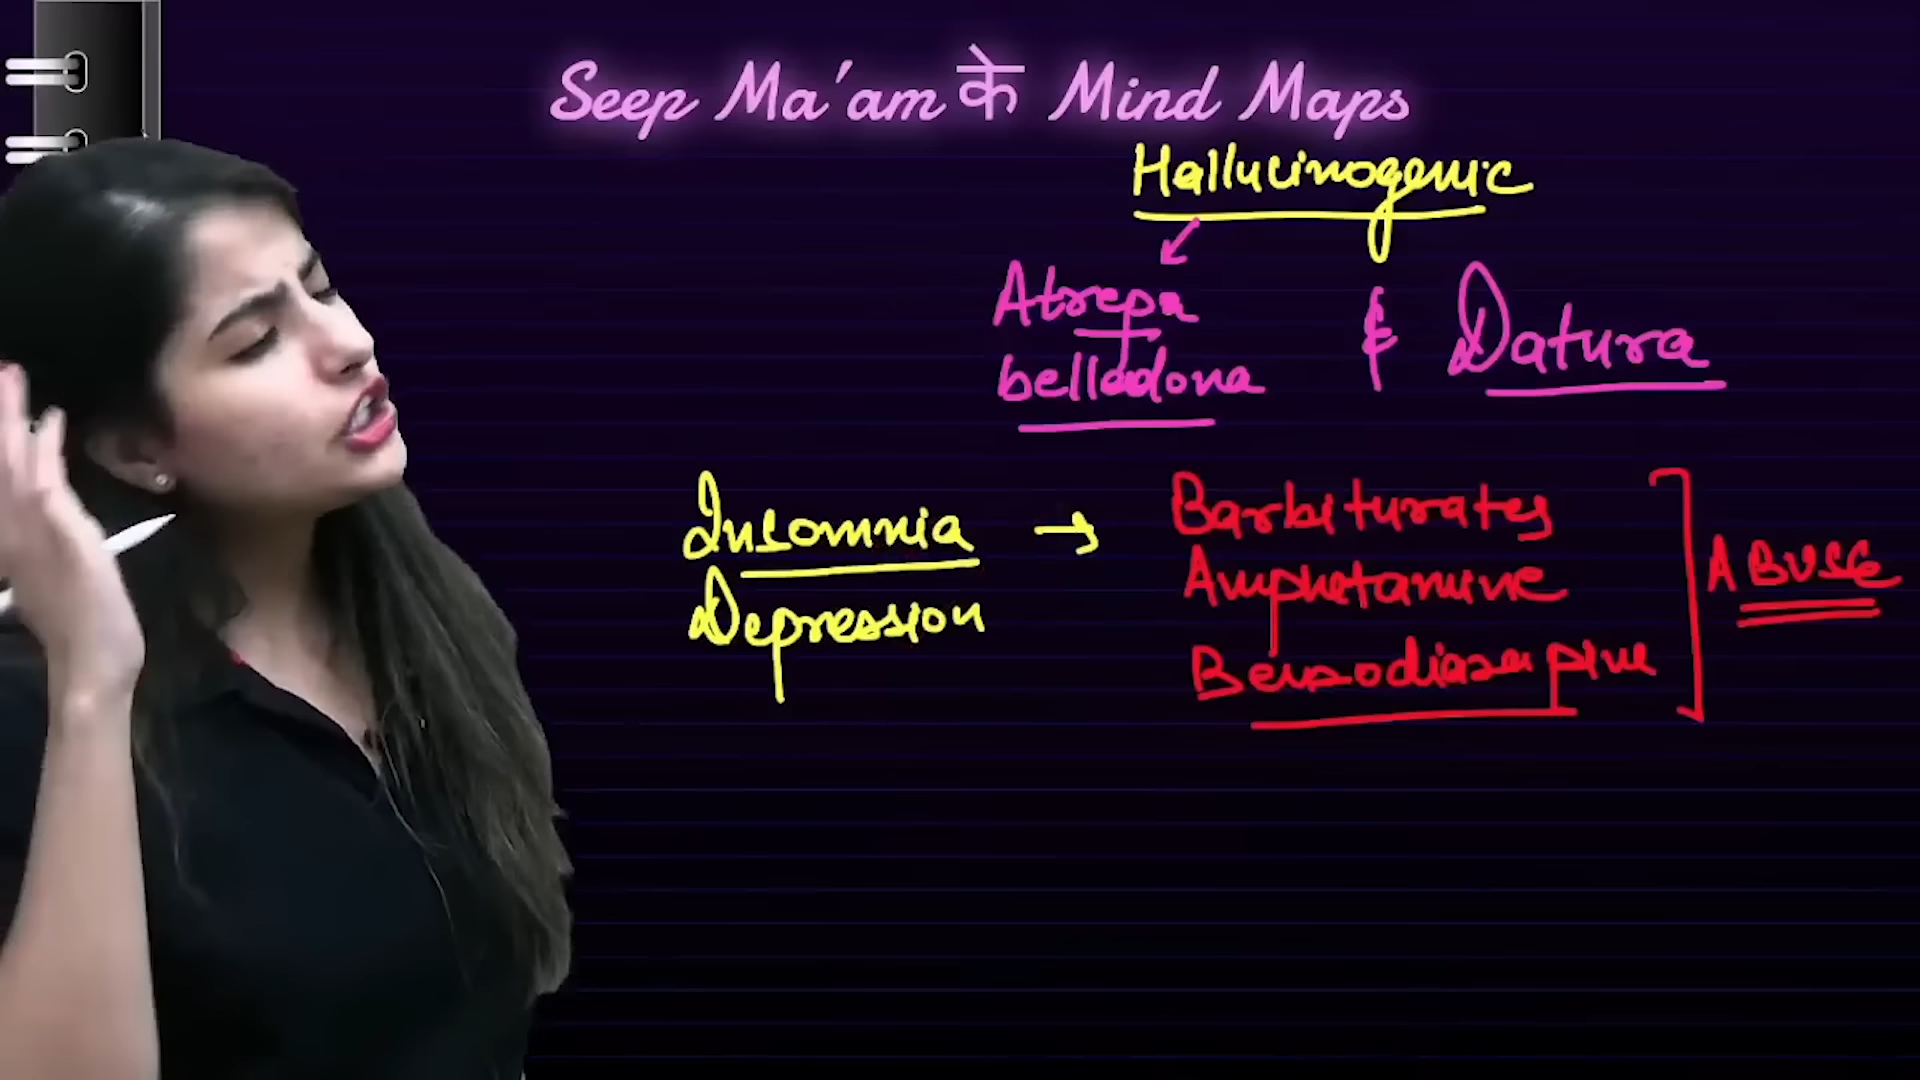 Seep Ma'am के Mind Maps
Hallucinogenic
Atropa
belladona & Datura
Insomnia → Barbiturates
Depression Amphetamine
Benzodiazepine
ABUSE